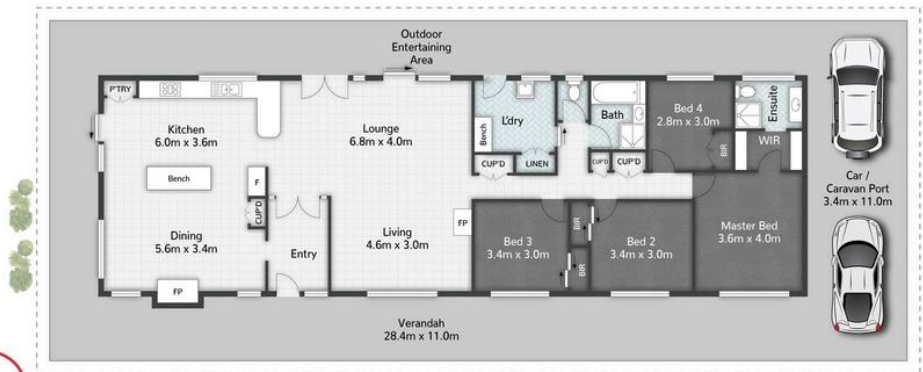 Outdoor
Entertaining
Area
P'TRY
Kitchen
6.0m x 3.6m
Bench
F
CUP'D
Dining
5.6m x 3.4m
FP
Entry
Lounge
6.8m x 4.0m
Living
4.6m x 3.0m
FP
L'dry
Bench
CUP'D
LINEN
Bath
CUP'D
CUP'D
Bed 4
2.8m x 3.0m
BIR
Ensuite
WIR
Bed 3
3.4m x 3.0m
BIR
BIR
Bed 2
3.4m x 3.0m
Master Bed
3.6m x 4.0m
Car /
Caravan Port
3.4m x 11.0m
Verandah
28.4m x 11.0m